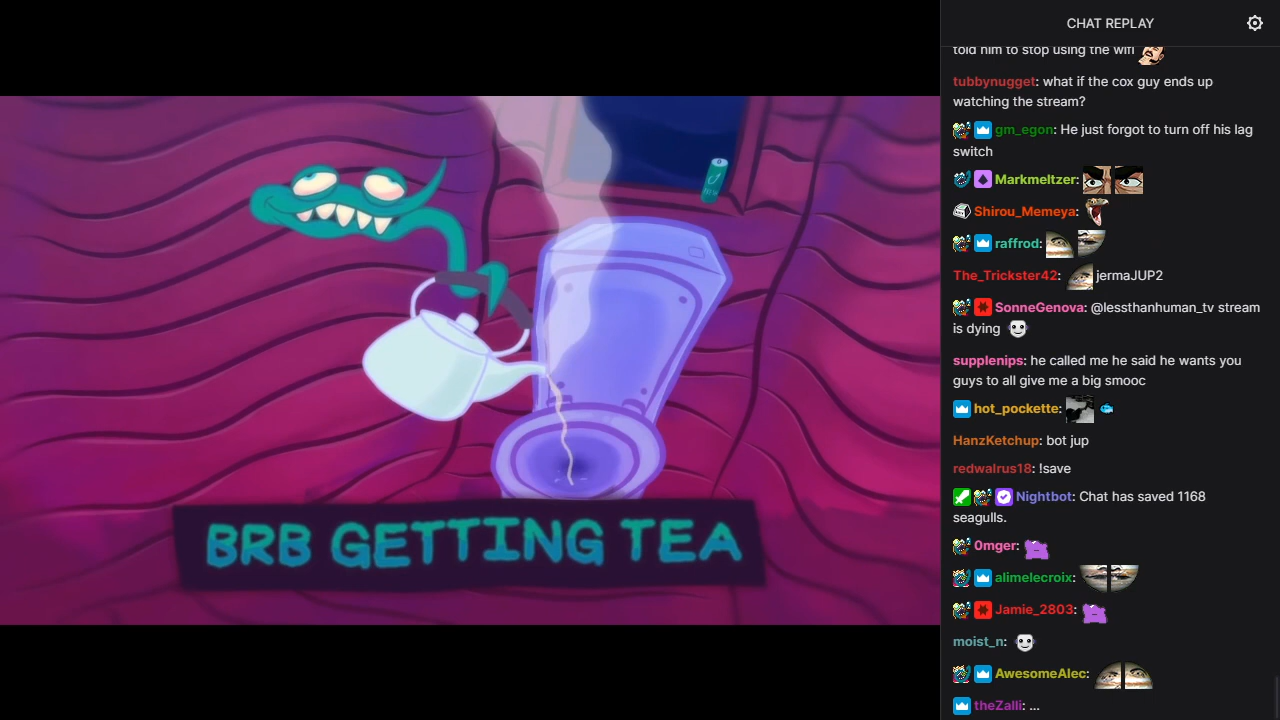 CHAT REPLAY
told him to stop using the wifi
tubbynugget: what if the cox guy ends up
watching the stream?
gm_egon: He just forgot to turn off his lag
switch
Markmeltzer:
Shirou_Memeya:
raffrod:
The_Trickster42: jermaJUP2
SonneGenova: @lessthanhuman_tv stream
is dying
supplenips: he called me he said he wants you
guys to all give me a big smooc
hot_pockette:
HanzKetchup: bot jup
redwalrus18: !save
Nightbot: Chat has saved 1168
seagulls.
0mger:
alimelecroix:
Jamie_2803:
moist_n:
AwesomeAlec:
theZalli: ...
BRB GETTING TEA